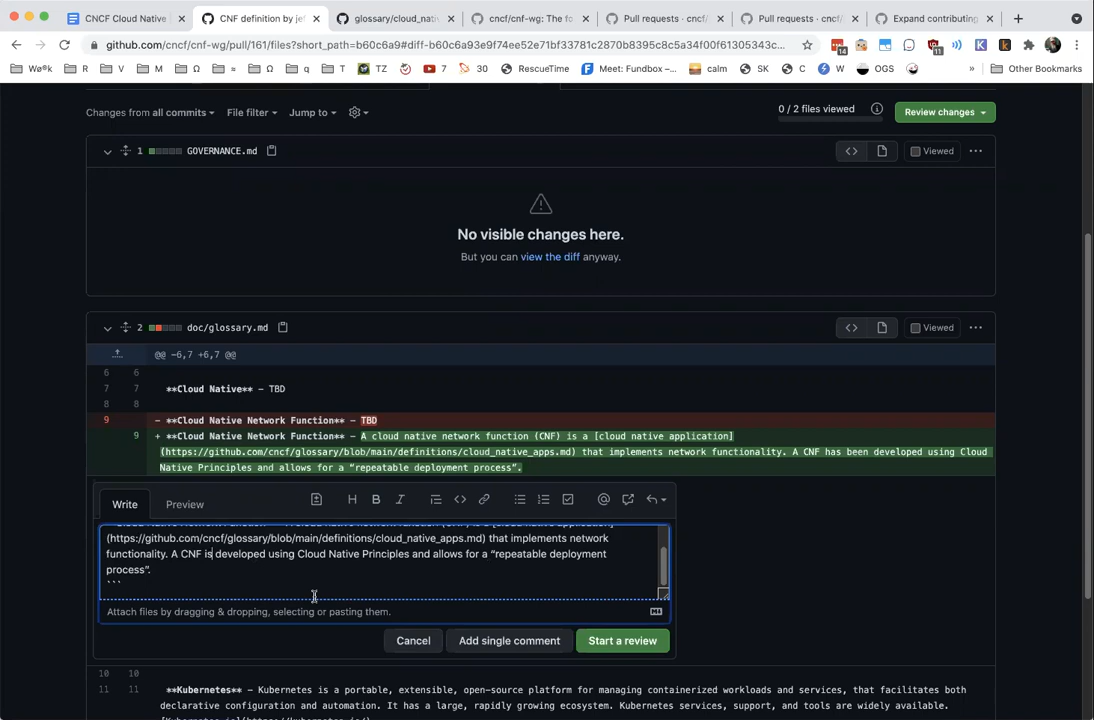 CNCF Cloud Native
CNF definition by jef
glossary/cloud_nativ
cncf/cnf-wg: The fo
Pull requests · cncf/
Pull requests · cncf/
Expand contributing
github.com/cncf/cnf-wg/pull/161/files?short_path=b60c6a9#diff-b60c6a93e9f74ee52e71bf33781c2870b8395c8c5a34f00f61305343c...
14
11
Wørk
R
V
M
Ω
≈
Ω
q
T
TZ
7
30
RescueTime
Meet: Fundbox –...
calm
SK
C
W
OGS
»
Other Bookmarks
Changes from all commits
File filter
Jump to
0 / 2 files viewed
Review changes
1 GOVERNANCE.md
Viewed
No visible changes here.
But you can view the diff anyway.
2 doc/glossary.md
Viewed
@@ -6,7 +6,7 @@
6 6
7 7 **Cloud Native** - TBD
8 8
9 - **Cloud Native Network Function** - TBD
9 + **Cloud Native Network Function** - A cloud native network function (CNF) is a [cloud native application]
(https://github.com/cncf/glossary/blob/main/definitions/cloud_native_apps.md) that implements network functionality. A CNF has been developed using Cloud
Native Principles and allows for a “repeatable deployment process”.
Write
Preview
(https://github.com/cncf/glossary/blob/main/definitions/cloud_native_apps.md) that implements network
functionality. A CNF is developed using Cloud Native Principles and allows for a “repeatable deployment
process”.
```
Attach files by dragging & dropping, selecting or pasting them.
Cancel
Add single comment
Start a review
10 10
11 11 **Kubernetes** - Kubernetes is a portable, extensible, open-source platform for managing containerized workloads and services, that facilitates both
declarative configuration and automation. It has a large, rapidly growing ecosystem. Kubernetes services, support, and tools are widely available.